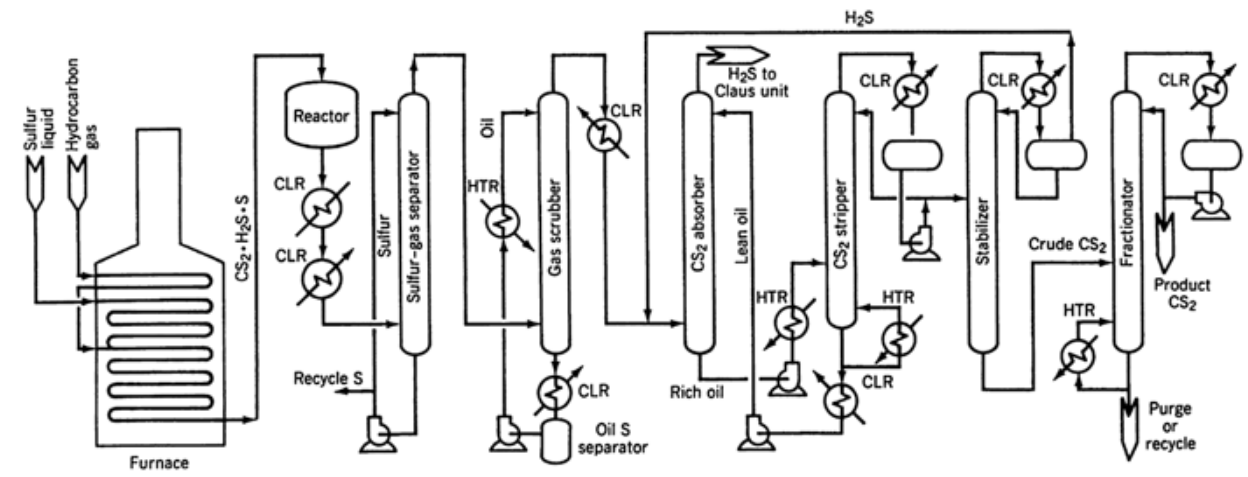 H2S
Sulfur
liquid
Hydrocarbon
gas
CS2+H2S+S
Reactor
CLR
CLR
Sulfur
Sulfur-gas separator
Recycle S
Furnace
Oil
HTR
Gas scrubber
CLR
CLR
Oil S
separator
H2S to
Claus unit
CS2 absorber
Lean oil
Rich oil
HTR
CS2 stripper
CLR
HTR
CLR
Stabilizer
CLR
Crude CS2
Fractionator
CLR
Product
CS2
HTR
Purge
or
recycle